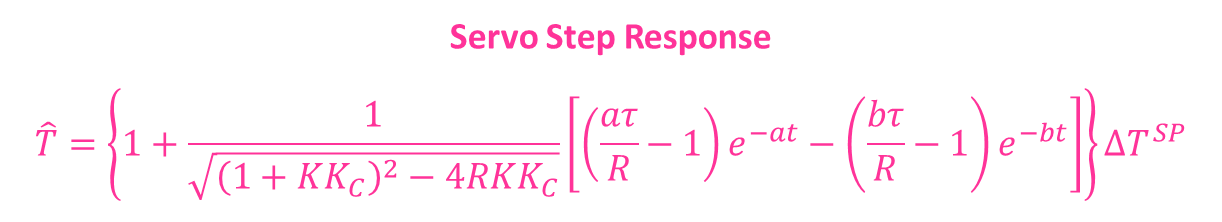 Servo Step Response
T̂ = {1 + 1/√((1 + KK_C)² − 4RKK_C) [(aτ/R − 1) e^{−at} − (bτ/R − 1) e^{−bt}]} ΔT^{SP}